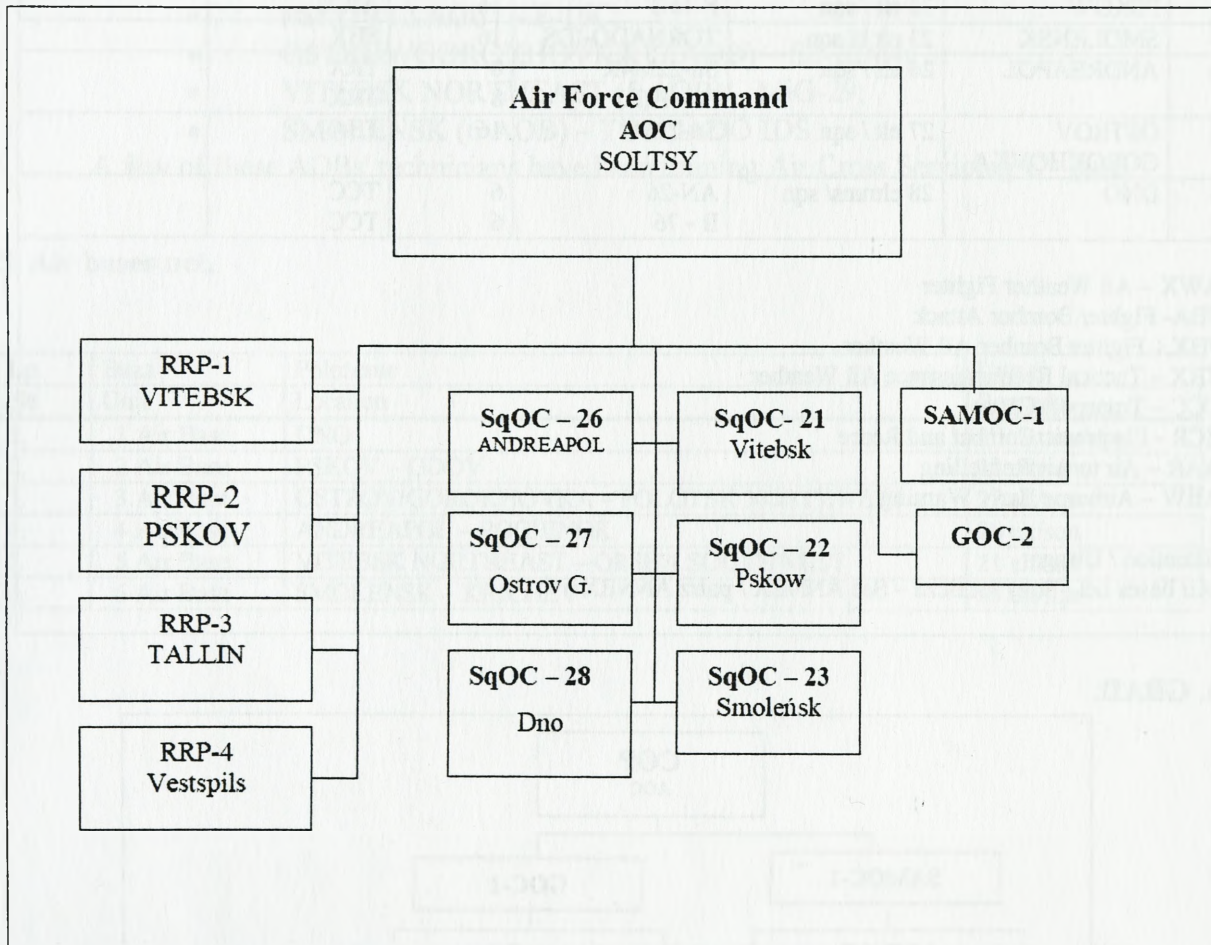 Air Force Command
AOC
SOLTSY
RRP-1
VITEBSK
RRP-2
PSKOV
RRP-3
TALLIN
RRP-4
Vestspils
SqOC – 26
ANDREAPOL
SqOC- 21
Vitebsk
SAMOC-1
SqOC – 27
Ostrov G.
SqOC – 22
Pskow
GOC-2
SqOC – 28
Dno
SqOC – 23
Smoleńsk